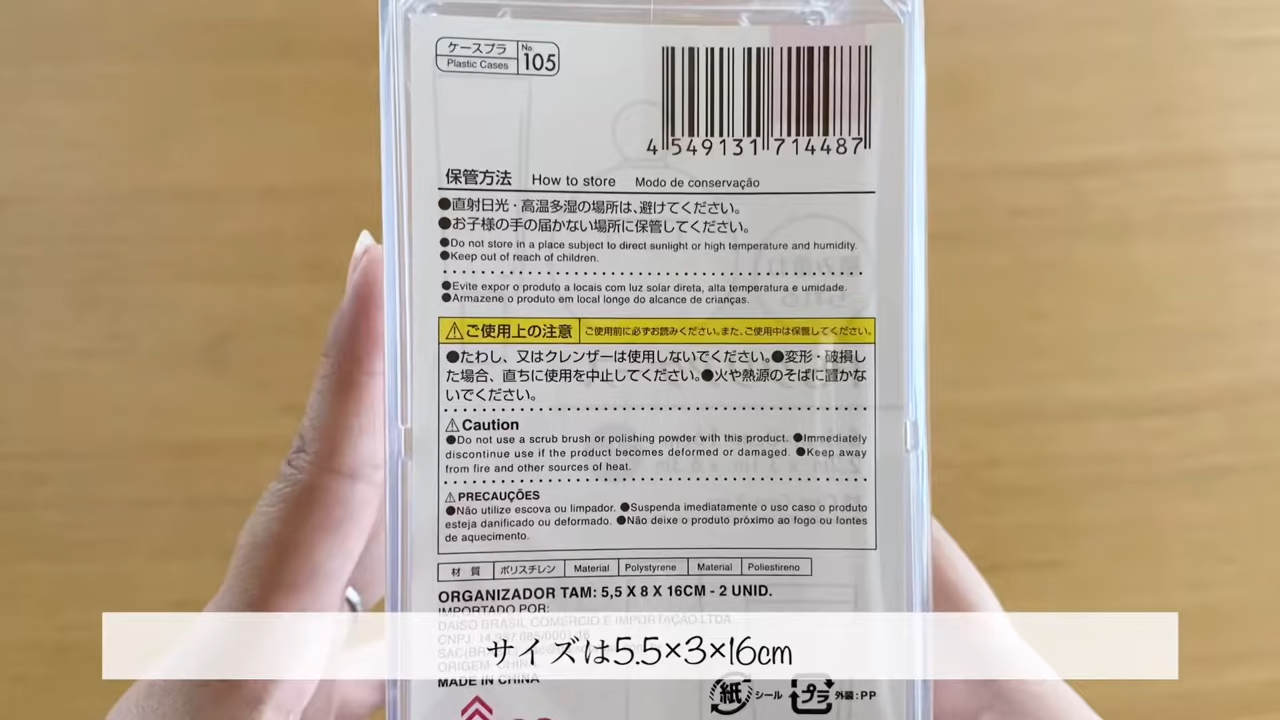 ケースプラ No. 105
Plastic Cases
4 549131 714487
保管方法 How to store Modo de conservação
●直射日光・高温多湿の場所は、避けてください。
●お子様の手の届かない場所に保管してください。
●Do not store in a place subject to direct sunlight or high temperature and humidity.
●Keep out of reach of children.
●Evite expor o produto a locais com luz solar direta, alta temperatura e umidade.
●Armazene o produto em local longe do alcance de crianças.
⚠ご使用上の注意 ご使用前に必ずお読みください。また、ご使用中は保管してください。
●たわし、又はクレンザーは使用しないでください。●変形・破損し
た場合、直ちに使用を中止してください。●火や熱源のそばに置かな
いでください。
⚠Caution
●Do not use a scrub brush or polishing powder with this product. ●Immediately
discontinue use if the product becomes deformed or damaged. ●Keep away
from fire and other sources of heat.
⚠PRECAUÇÕES
●Não utilize escova ou limpador. ●Suspenda imediatamente o uso caso o produto
esteja danificado ou deformado. ●Não deixe o produto próximo ao fogo ou fontes
de aquecimento.
材質 ポリスチレン Material Polystyrene Material Poliestireno
ORGANIZADOR TAM: 5,5 X 8 X 16CM - 2 UNID.
IMPORTADO POR:
DAISO BRASIL COMERCIO E IMPORTAÇÃO LTDA
サイズは5.5×3×16cm
ORIGEM: CHINA
MADE IN CHINA
紙 シール プラ 外装:PP